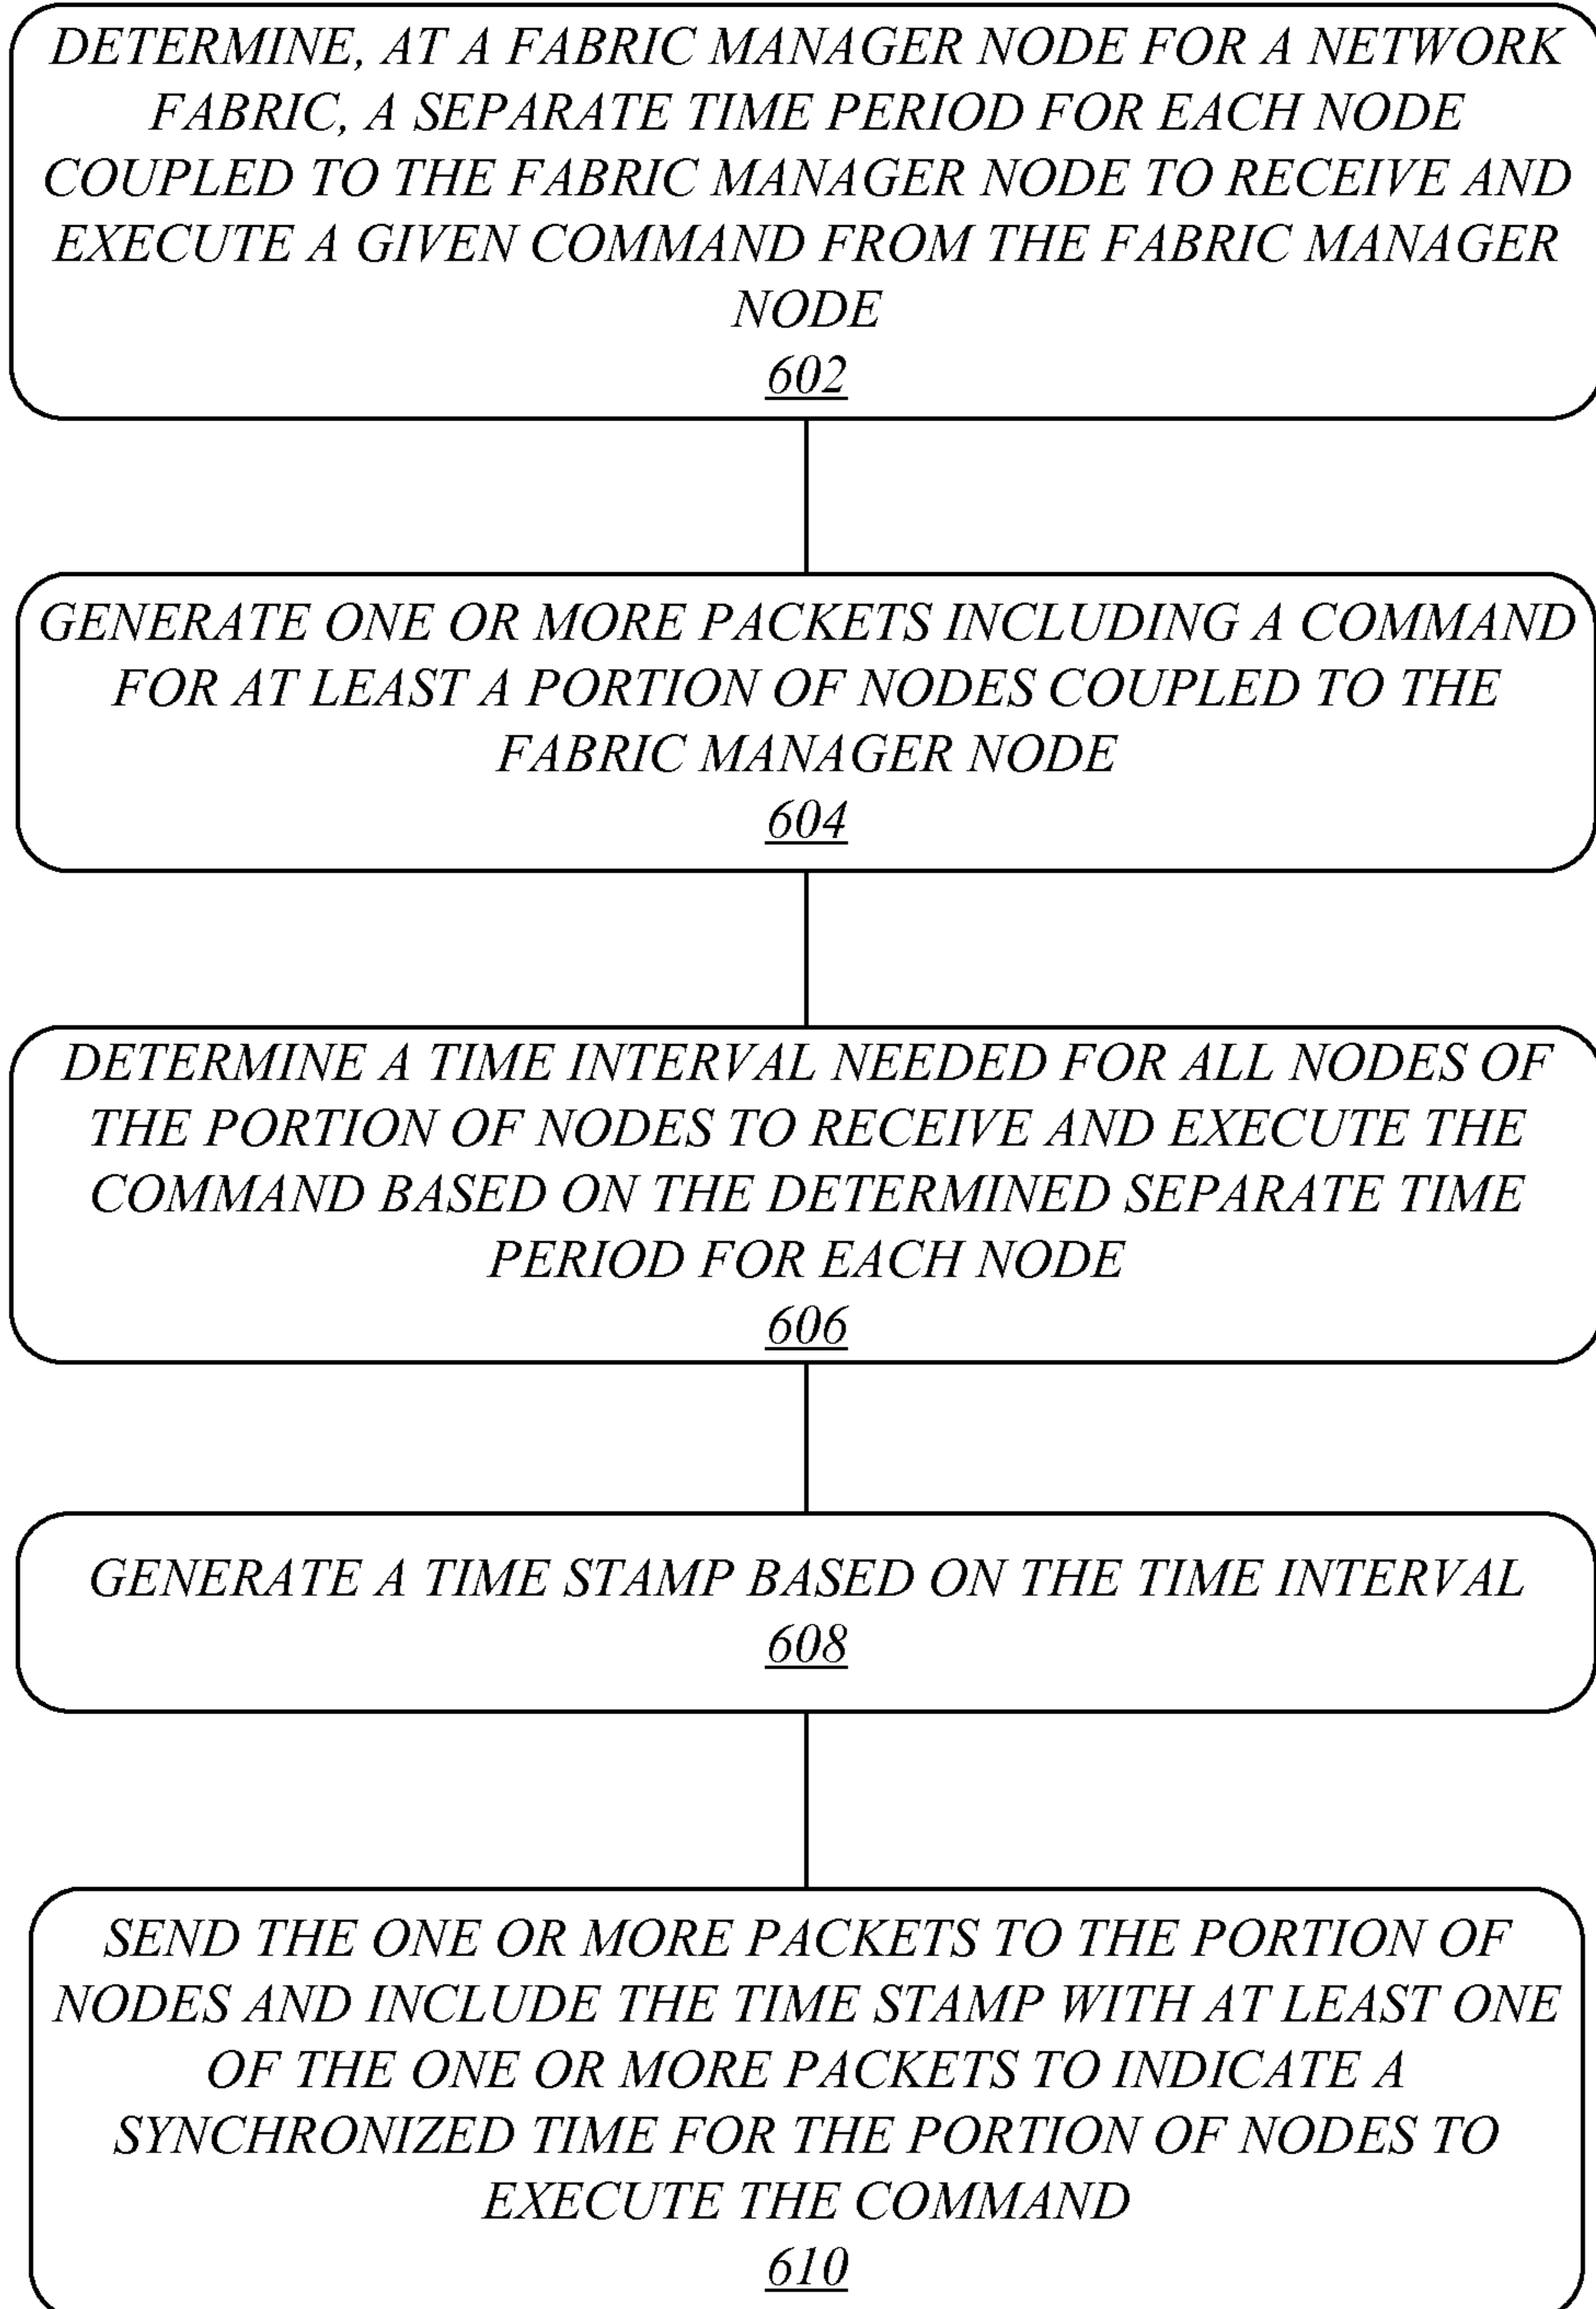 DETERMINE, AT A FABRIC MANAGER NODE FOR A NETWORK
FABRIC, A SEPARATE TIME PERIOD FOR EACH NODE
COUPLED TO THE FABRIC MANAGER NODE TO RECEIVE AND
EXECUTE A GIVEN COMMAND FROM THE FABRIC MANAGER
NODE
602
GENERATE ONE OR MORE PACKETS INCLUDING A COMMAND
FOR AT LEAST A PORTION OF NODES COUPLED TO THE
FABRIC MANAGER NODE
604
DETERMINE A TIME INTERVAL NEEDED FOR ALL NODES OF
THE PORTION OF NODES TO RECEIVE AND EXECUTE THE
COMMAND BASED ON THE DETERMINED SEPARATE TIME
PERIOD FOR EACH NODE
606
GENERATE A TIME STAMP BASED ON THE TIME INTERVAL
608
SEND THE ONE OR MORE PACKETS TO THE PORTION OF
NODES AND INCLUDE THE TIME STAMP WITH AT LEAST ONE
OF THE ONE OR MORE PACKETS TO INDICATE A
SYNCHRONIZED TIME FOR THE PORTION OF NODES TO
EXECUTE THE COMMAND
610